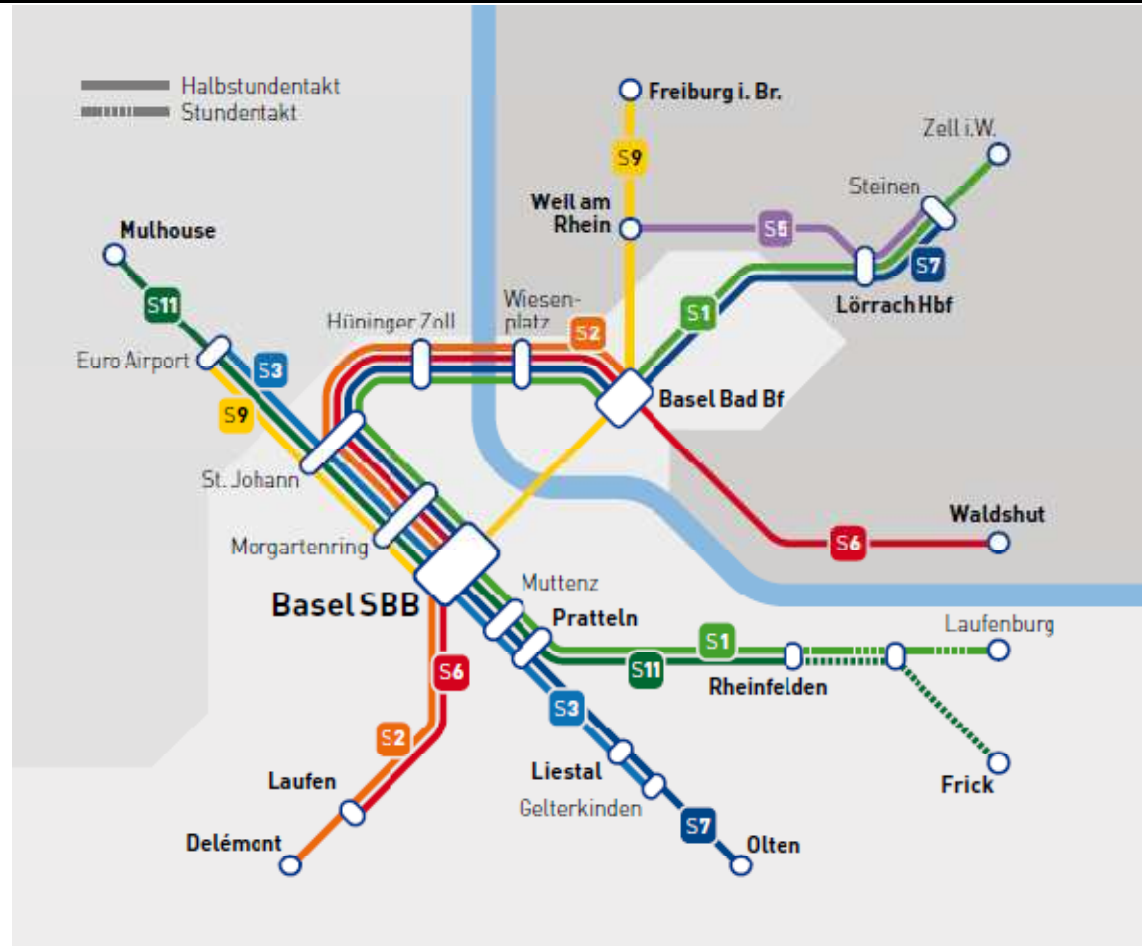 Halbstundentakt
Stundentakt
Freiburg i. Br.
Zell i.W.
S9
Steinen
Weil am
Rhein
S5
Mulhouse
S7
S11
Wiesen-
platz
Lörrach Hbf
S1
Hüninger Zoll
S2
Euro Airport
S3
Basel Bad Bf
S9
St. Johann
Waldshut
Morgartenring
S6
Muttenz
Basel SBB
Pratteln
Laufenburg
S1
S6
S11
Rheinfelden
S3
S2
Liestal
Laufen
Frick
Gelterkinden
S7
Delémont
Olten